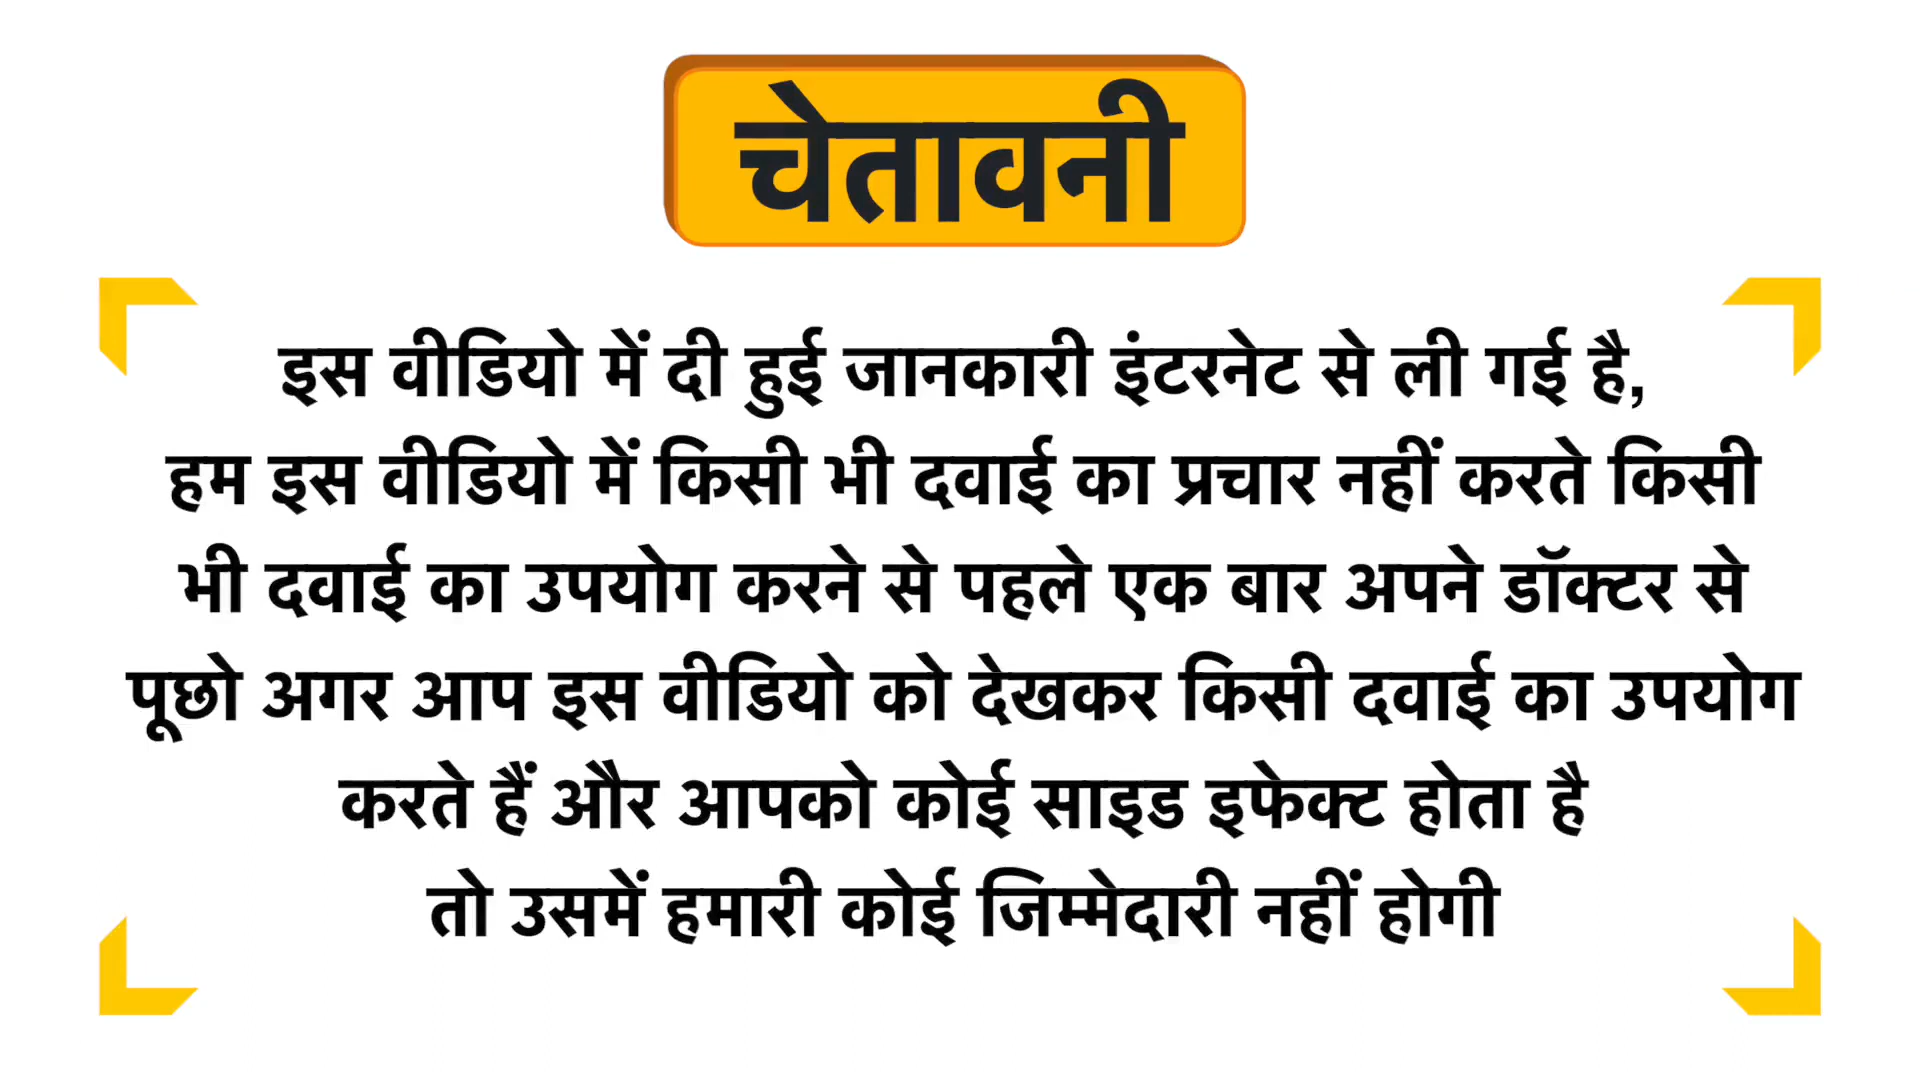 चेतावनी
इस वीडियो में दी हुई जानकारी इंटरनेट से ली गई है,
हम इस वीडियो में किसी भी दवाई का प्रचार नहीं करते किसी
भी दवाई का उपयोग करने से पहले एक बार अपने डॉक्टर से
पूछो अगर आप इस वीडियो को देखकर किसी दवाई का उपयोग
करते हैं और आपको कोई साइड इफेक्ट होता है
तो उसमें हमारी कोई जिम्मेदारी नहीं होगी